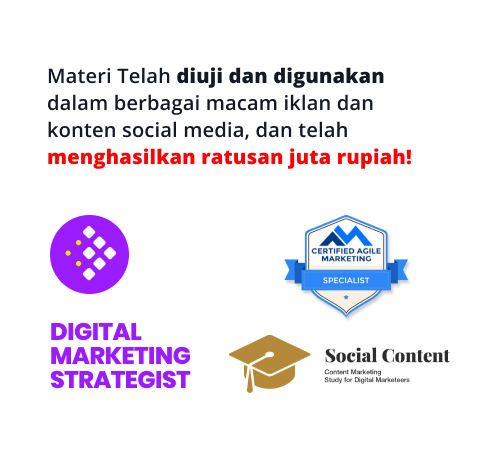 Materi Telah diuji dan digunakan
dalam berbagai macam iklan dan
konten social media, dan telah
menghasilkan ratusan juta rupiah!
CERTIFIED AGILE
MARKETING
SPECIALIST
DIGITAL
MARKETING
STRATEGIST
Social Content
Content Marketing
Study for Digital Marketeers